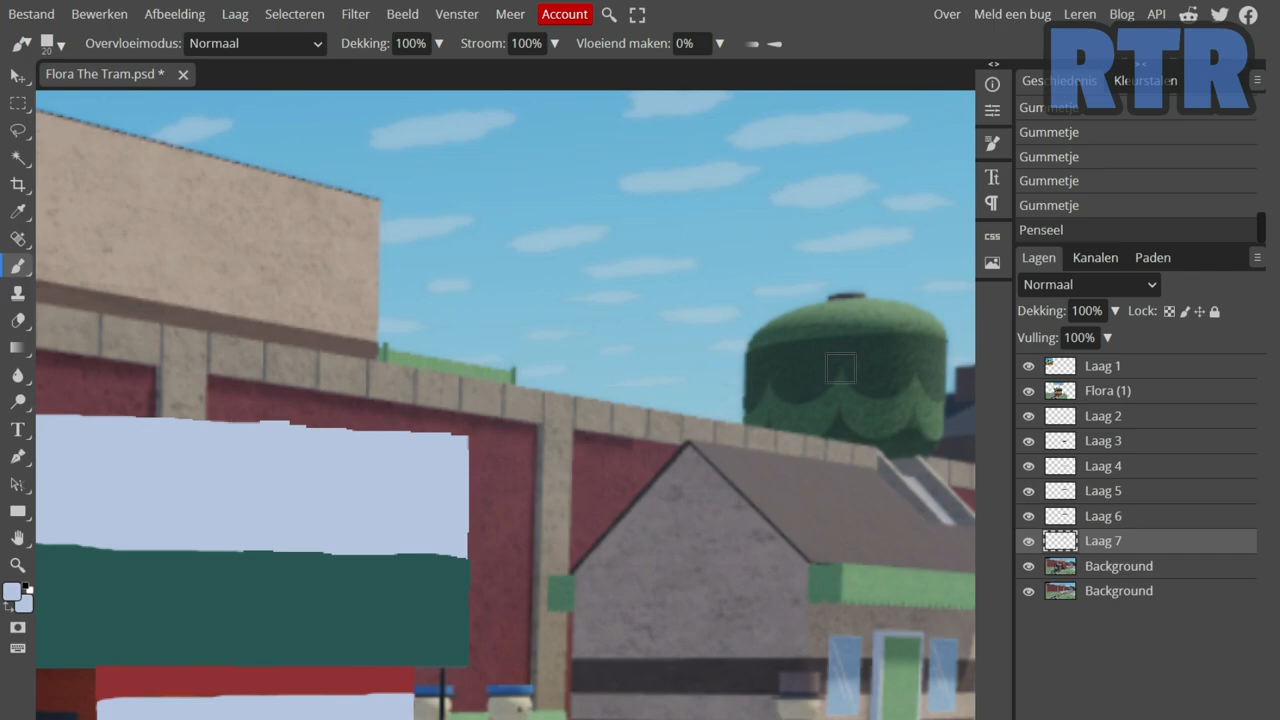 Bestand Bewerken Afbeelding Laag Selecteren Filter Beeld Venster Meer Account Over Meld een bug Leren Blog API
20 Overvloeimodus: Normaal Dekking: 100% Stroom: 100% Vloeiend maken: 0%
RTR
Flora The Tram.psd *
Geschiedenis Kleurstalen
Gummetje
Gummetje
Gummetje
Gummetje
Gummetje
Penseel
CSS
Lagen Kanalen Paden
Normaal
Dekking: 100% Lock:
Vulling: 100%
Laag 1
Flora (1)
Laag 2
Laag 3
Laag 4
Laag 5
Laag 6
Laag 7
Background
Background